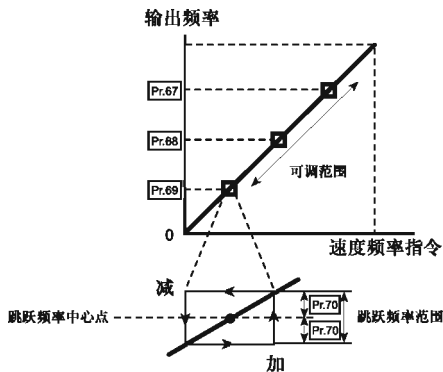 输出频率
Pr.67
Pr.68
Pr.69
可调范围
0
速度频率指令
减
Pr.70
跳跃频率中心点
跳跃频率范围
Pr.70
加